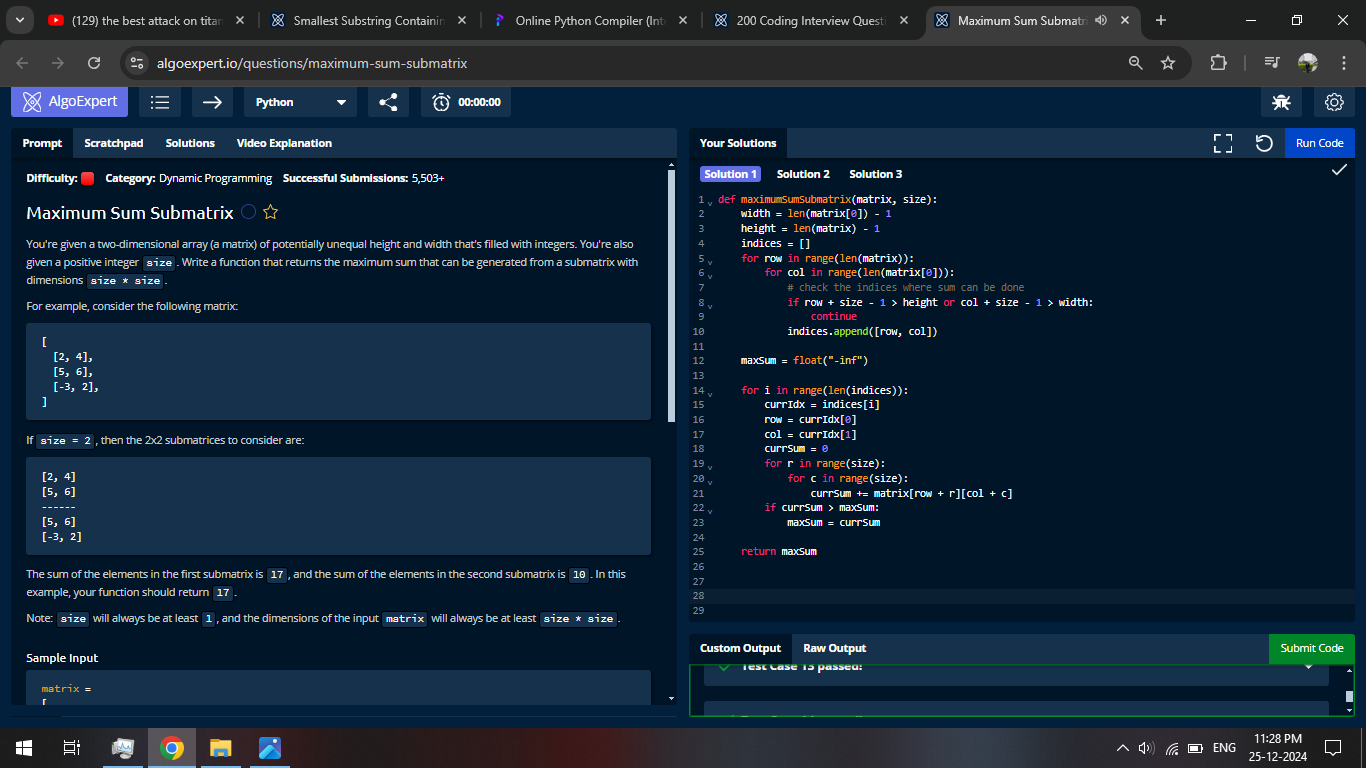 (129) the best attack on titan
Smallest Substring Containin
Online Python Compiler (Int
200 Coding Interview Questi
Maximum Sum Submatri
algoexpert.io/questions/maximum-sum-submatrix
AlgoExpert
Python
00:00:00
Prompt Scratchpad Solutions Video Explanation
Difficulty: Category: Dynamic Programming Successful Submissions: 5,503+
Maximum Sum Submatrix
You're given a two-dimensional array (a matrix) of potentially unequal height and width that's filled with integers. You're also
given a positive integer size. Write a function that returns the maximum sum that can be generated from a submatrix with
dimensions size * size.
For example, consider the following matrix:
[
[2, 4],
[5, 6],
[-3, 2],
]
If size = 2, then the 2x2 submatrices to consider are:
[2, 4]
[5, 6]
------
[5, 6]
[-3, 2]
The sum of the elements in the first submatrix is 17, and the sum of the elements in the second submatrix is 10. In this
example, your function should return 17.
Note: size will always be at least 1, and the dimensions of the input matrix will always be at least size * size.
Sample Input
matrix =
[
Your Solutions
Run Code
Solution 1 Solution 2 Solution 3
1 def maximumSumSubmatrix(matrix, size):
2 width = len(matrix[0]) - 1
3 height = len(matrix) - 1
4 indices = []
5 for row in range(len(matrix)):
6 for col in range(len(matrix[0])):
7 # check the indices where sum can be done
8 if row + size - 1 > height or col + size - 1 > width:
9 continue
10 indices.append([row, col])
11
12 maxSum = float("-inf")
13
14 for i in range(len(indices)):
15 currIdx = indices[i]
16 row = currIdx[0]
17 col = currIdx[1]
18 currSum = 0
19 for r in range(size):
20 for c in range(size):
21 currSum += matrix[row + r][col + c]
22 if currSum > maxSum:
23 maxSum = currSum
24
25 return maxSum
26
27
28
29
Custom Output Raw Output
Submit Code
Test Case 13 passed!
ENG
11:28 PM
25-12-2024